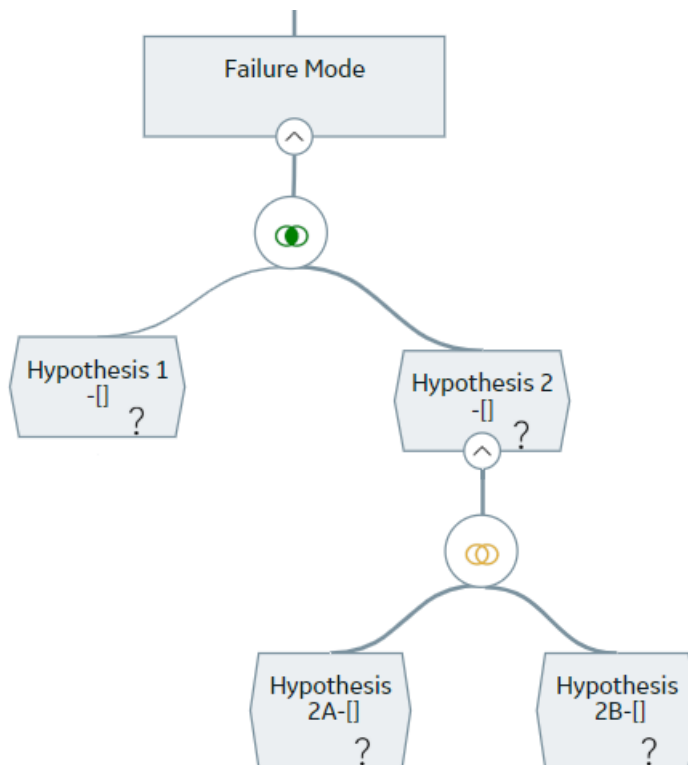 Failure Mode
Hypothesis 1
-[]
?
Hypothesis 2
-[]
?
Hypothesis
2A-[]
?
Hypothesis
2B-[]
?